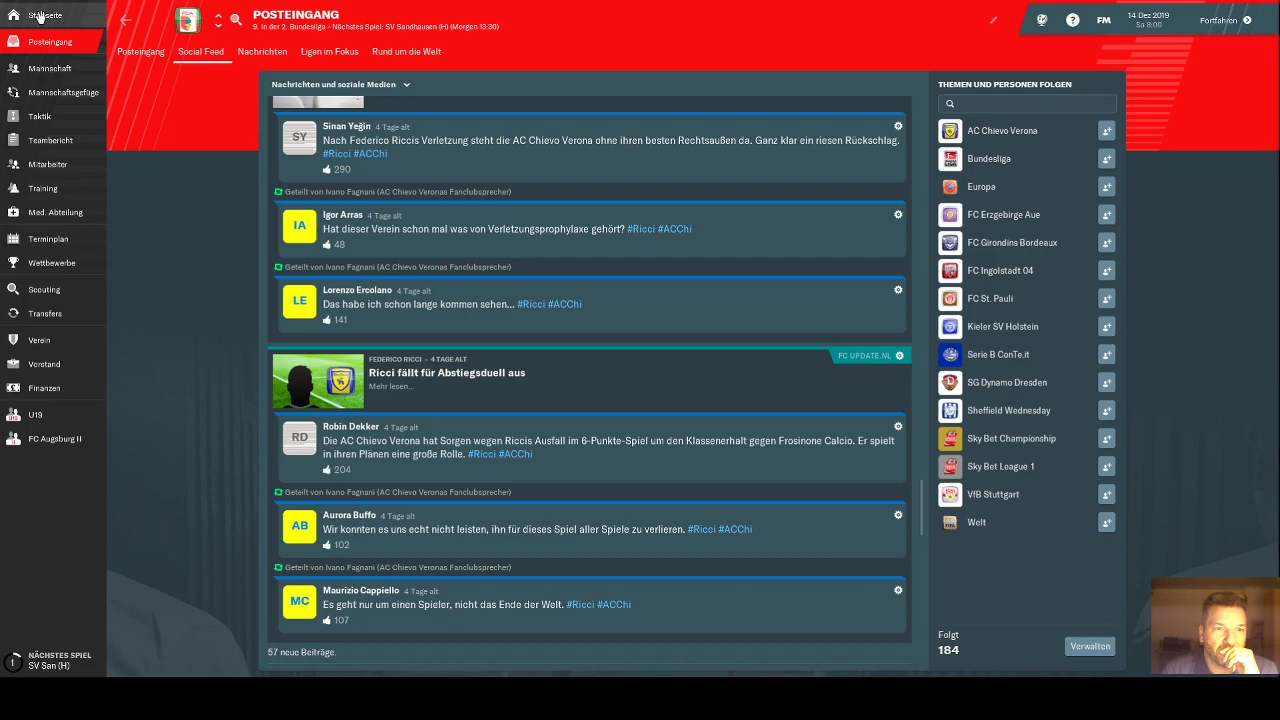 Startseite
POSTEINGANG
9. in der 2. Bundesliga - Nächstes Spiel: SV Sandhausen (H) (Morgen 13:30)
FM
14 Dez 2019
Sa 8:00
Fortfahren
Posteingang
Posteingang
Social Feed
Nachrichten
Ligen im Fokus
Rund um die Welt
Mannschaft
Mannschaftsgefüge
Taktik
Teambericht
Mitarbeiter
Training
Med. Abteilung
Terminplan
Wettbewerbe
Scouting
Transfers
Verein
Vorstand
Finanzen
U19
FC Augsburg II
NÄCHSTES SPIEL
1
SV San (H)
Nachrichten und soziale Medien
SY
Sinan Yeğin 4 Tage alt
Nach Federico Riccis Verletzung steht die AC Chievo Verona ohne ihren besten Rechtsaußen da. Ganz klar ein riesen Rückschlag.
#Ricci #ACChi
290
Geteilt von Ivano Fagnani (AC Chievo Veronas Fanclubsprecher)
IA
Igor Arras 4 Tage alt
Hat dieser Verein schon mal was von Verletzungsprophylaxe gehört? #Ricci #ACChi
48
Geteilt von Ivano Fagnani (AC Chievo Veronas Fanclubsprecher)
LE
Lorenzo Ercolano 4 Tage alt
Das habe ich schon lange kommen sehen... #Ricci #ACChi
141
FEDERICO RICCI - 4 TAGE ALT
FC UPDATE.NL
Ricci fällt für Abstiegsduell aus
Mehr lesen...
RD
Robin Dekker 4 Tage alt
Die AC Chievo Verona hat Sorgen wegen Riccis Ausfall im 6-Punkte-Spiel um den Klassenerhalt gegen Frosinone Calcio. Er spielt
in ihren Plänen eine große Rolle. #Ricci #ACChi
204
Geteilt von Ivano Fagnani (AC Chievo Veronas Fanclubsprecher)
AB
Aurora Buffo 4 Tage alt
Wir konnten es uns echt nicht leisten, ihn für dieses Spiel aller Spiele zu verlieren. #Ricci #ACChi
102
Geteilt von Ivano Fagnani (AC Chievo Veronas Fanclubsprecher)
MC
Maurizio Cappiello 4 Tage alt
Es geht nur um einen Spieler, nicht das Ende der Welt. #Ricci #ACChi
107
57 neue Beiträge.
THEMEN UND PERSONEN FOLGEN
AC Chievo Verona
Bundesliga
Europa
FC Erzgebirge Aue
FC Girondins Bordeaux
FC Ingolstadt 04
FC St. Pauli
Kieler SV Holstein
Serie B ConTe.it
SG Dynamo Dresden
Sheffield Wednesday
Sky Bet Championship
Sky Bet League 1
VfB Stuttgart
Welt
Folgt
184
Verwalten